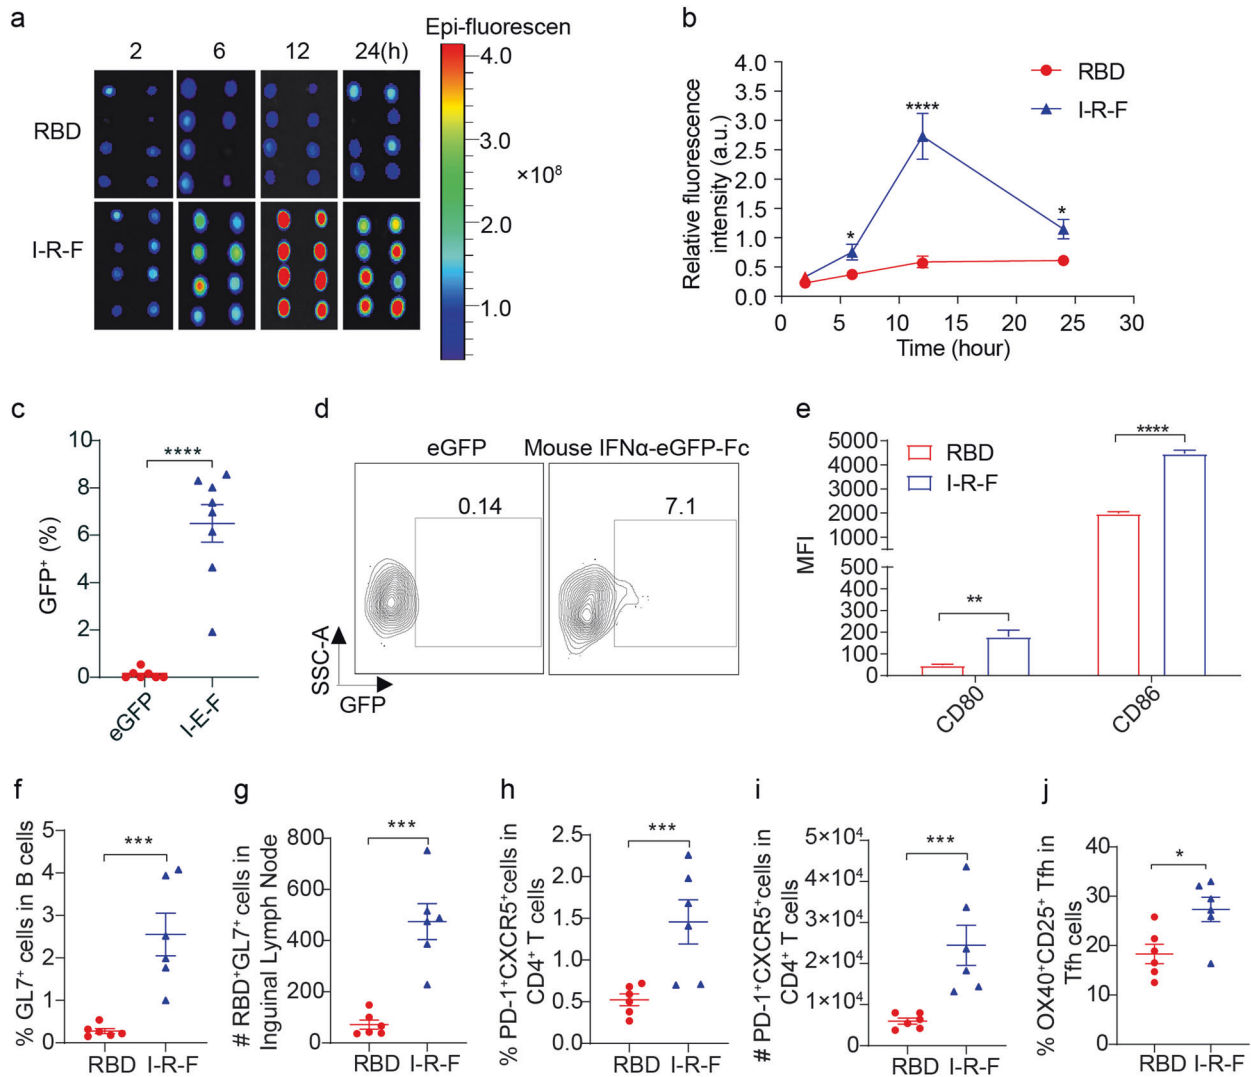 a
Epi-fluorescen
2 6 12 24(h)
RBD
I-R-F
4.0
3.0
×10⁸
2.0
1.0
b
Relative fluorescence
intensity (a.u.)
4.0
3.5
3.0
2.5
2.0
1.5
1.0
0.5
0.0
****
*
*
RBD
I-R-F
0 5 10 15 20 25 30
Time (hour)
c
GFP⁺ (%)
10
8
6
4
2
0
****
eGFP
I-E-F
d
eGFP
Mouse IFNα-eGFP-Fc
0.14
7.1
SSC-A
GFP
e
MFI
5000
4000
3000
2000
1000
500
400
300
200
100
0
RBD
I-R-F
**
****
CD80
CD86
f
% GL7⁺ cells in B cells
5
4
3
2
1
0
***
RBD I-R-F
g
# RBD⁺GL7⁺ cells in
Inguinal Lymph Node
800
600
400
200
0
***
RBD I-R-F
h
% PD-1⁺CXCR5⁺cells in
CD4⁺ T cells
2.5
2.0
1.5
1.0
0.5
0.0
***
RBD I-R-F
i
# PD-1⁺CXCR5⁺cells in
CD4⁺ T cells
5×10⁴
4×10⁴
3×10⁴
2×10⁴
1×10⁴
0
***
RBD I-R-F
j
% OX40⁺CD25⁺ Tfh in
Tfh cells
40
30
20
10
0
*
RBD I-R-F